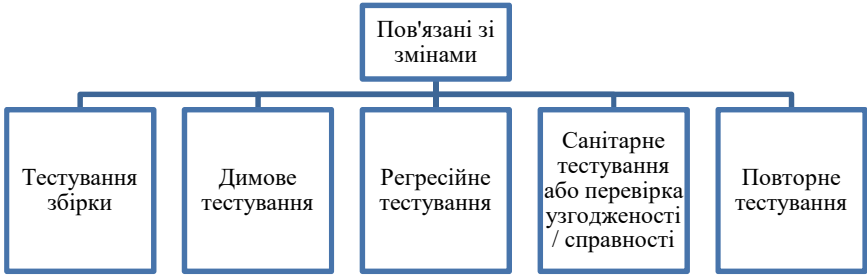 Пов'язані зі
змінами
Тестування
збірки
Димове
тестування
Регресійне
тестування
Санітарне
тестування
або перевірка
узгодженості
/ справності
Повторне
тестування